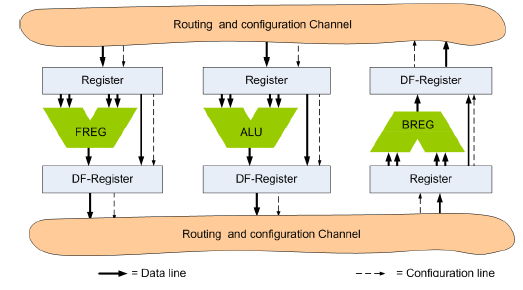 Routing and configuration Channel
Register
Register
DF-Register
FREG
ALU
BREG
DF-Register
DF-Register
Register
Routing and configuration Channel
= Data line
= Configuration line